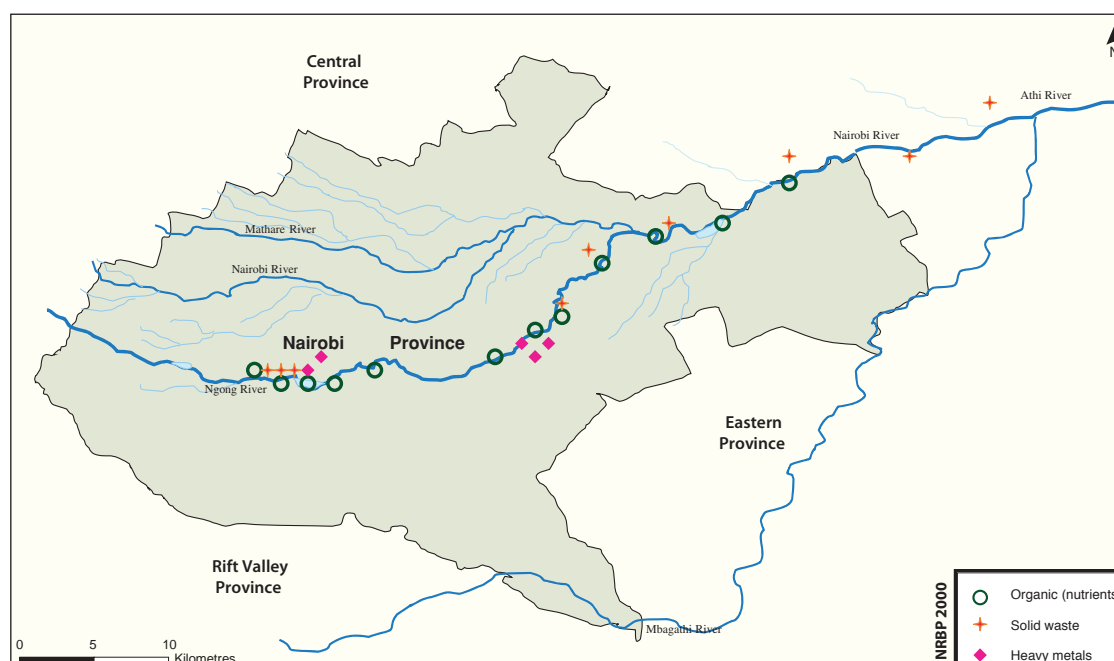 Central
Province
N
Athi River
Nairobi River
Mathare River
Nairobi River
Nairobi Province
Ngong River
Eastern
Province
Rift Valley
Province
Mbagathi River
0 5 10
Kilometres
NRBP 2000
Organic (nutrients
Solid waste
Heavy metals